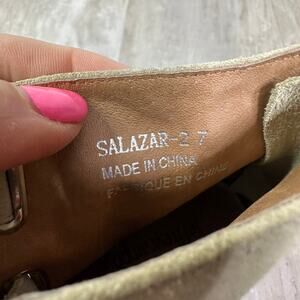 SALAZAR-2 7
MADE IN CHINA
FABRIQUE EN CHINE